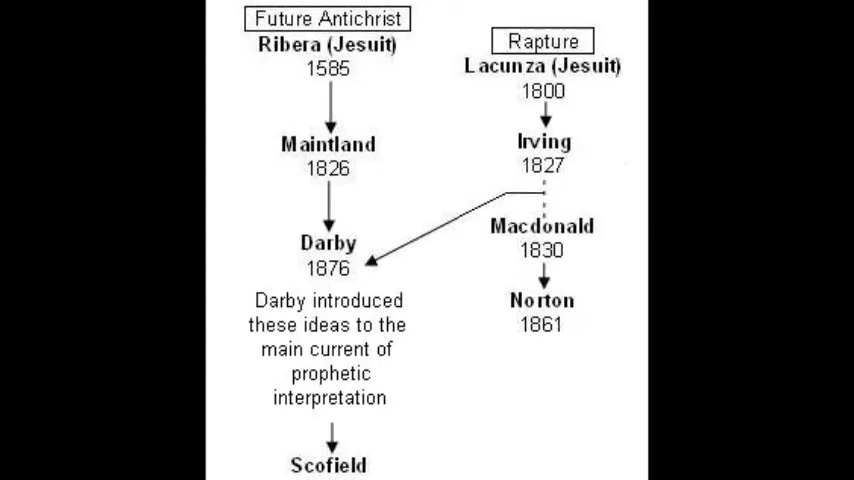 Future Antichrist
Ribera (Jesuit)
1585
Maintland
1826
Darby
1876
Darby introduced
these ideas to the
main current of
prophetic
interpretation
Scofield
Rapture
Lacunza (Jesuit)
1800
Irving
1827
Macdonald
1830
Norton
1861